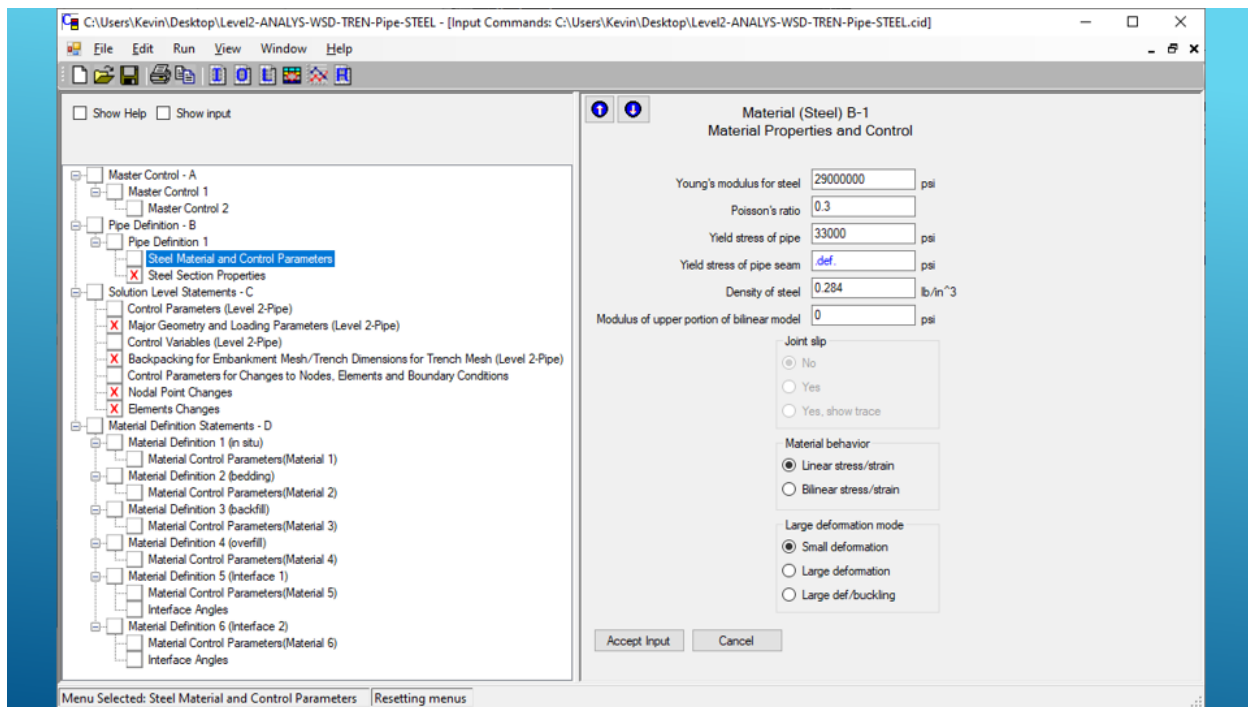 C:\Users\Kevin\Desktop\Level2-ANALYS-WSD-TREN-Pipe-STEEL - [Input Commands: C:\Users\Kevin\Desktop\Level2-ANALYS-WSD-TREN-Pipe-STEEL.cid]
File Edit Run View Window Help
Show Help Show input
Master Control - A
Master Control 1
Master Control 2
Pipe Definition - B
Pipe Definition 1
Steel Material and Control Parameters
X Steel Section Properties
Solution Level Statements - C
Control Parameters (Level 2-Pipe)
X Major Geometry and Loading Parameters (Level 2-Pipe)
Control Variables (Level 2-Pipe)
X Backpacking for Embankment Mesh/Trench Dimensions for Trench Mesh (Level 2-Pipe)
Control Parameters for Changes to Nodes, Elements and Boundary Conditions
X Nodal Point Changes
X Elements Changes
Material Definition Statements - D
Material Definition 1 (in situ)
Material Control Parameters(Material 1)
Material Definition 2 (bedding)
Material Control Parameters(Material 2)
Material Definition 3 (backfill)
Material Control Parameters(Material 3)
Material Definition 4 (overfill)
Material Control Parameters(Material 4)
Material Definition 5 (Interface 1)
Material Control Parameters(Material 5)
Interface Angles
Material Definition 6 (Interface 2)
Material Control Parameters(Material 6)
Interface Angles
Material (Steel) B-1
Material Properties and Control
Young's modulus for steel 29000000 psi
Poisson's ratio 0.3
Yield stress of pipe 33000 psi
Yield stress of pipe seam .def. psi
Density of steel 0.284 lb/in^3
Modulus of upper portion of bilinear model 0 psi
Joint slip
No
Yes
Yes, show trace
Material behavior
Linear stress/strain
Bilinear stress/strain
Large deformation mode
Small deformation
Large deformation
Large def/buckling
Accept Input Cancel
Menu Selected: Steel Material and Control Parameters Resetting menus